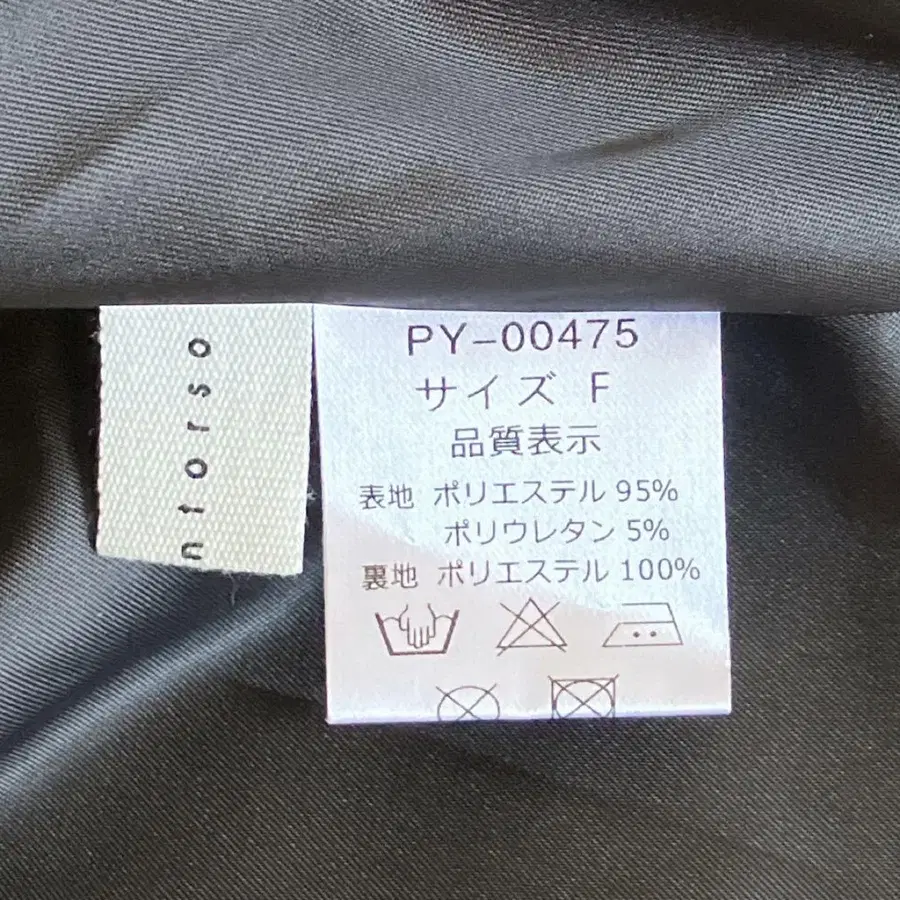 ntorso
PY-00475
サイズ F
品質表示
表地 ポリエステル 95%
ポリウレタン 5%
裏地 ポリエステル 100%